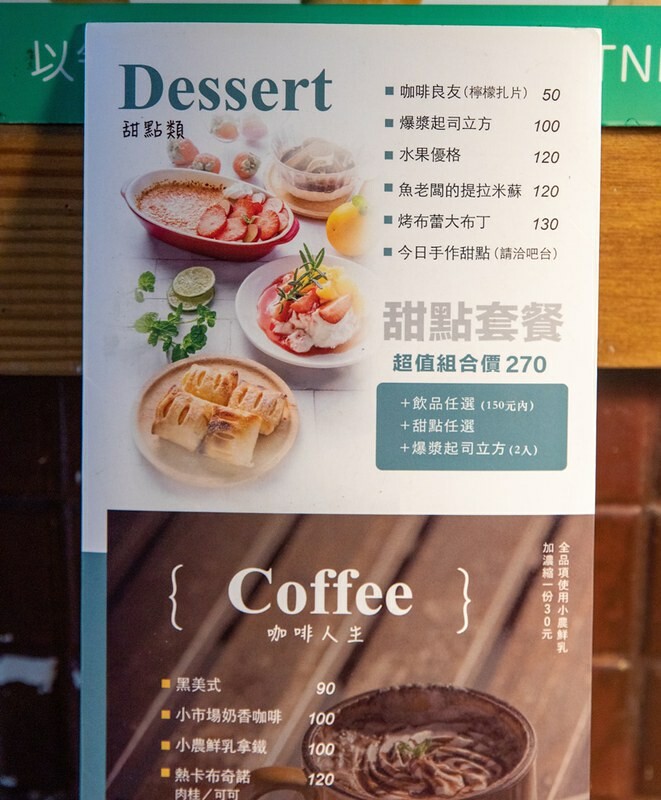 以
TNE
Dessert
甜點類
咖啡良友(檸檬扎片) 50
爆漿起司立方 100
水果優格 120
魚老闆的提拉米蘇 120
烤布蕾大布丁 130
今日手作甜點(請洽吧台)
甜點套餐
超值組合價 270
+飲品任選 (150元內)
+甜點任選
+爆漿起司立方(2人)
全品項使用小農鮮乳
加濃縮一份30元
{ Coffee }
咖啡人生
黑美式 90
小市場奶香咖啡 100
小農鮮乳拿鐵 100
熱卡布奇諾 120
肉桂／可可